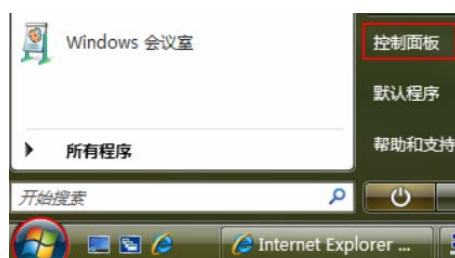 Windows 会议室
控制面板
默认程序
所有程序
帮助和支持
开始搜索
Internet Explorer ...